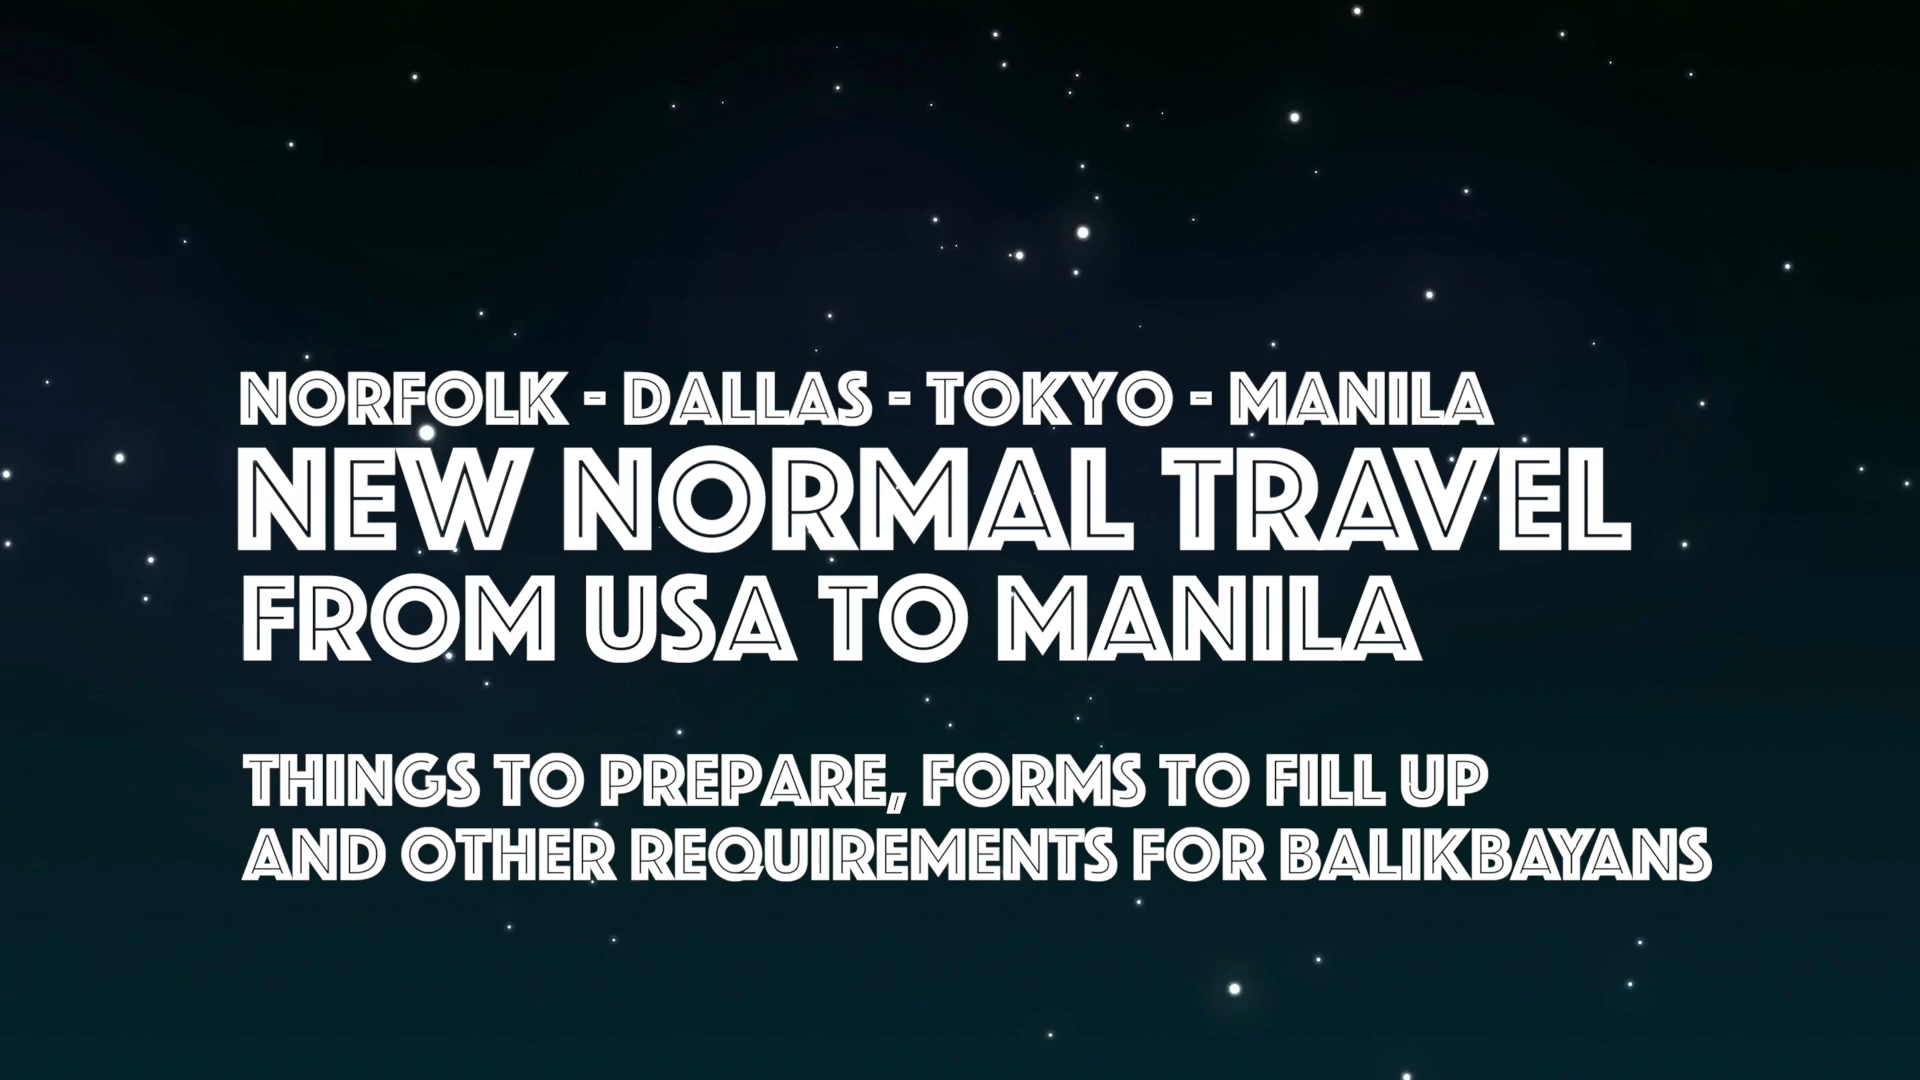 NORFOLK - DALLAS - TOKYO - MANILA
NEW NORMAL TRAVEL
FROM USA TO MANILA
THINGS TO PREPARE, FORMS TO FILL UP
AND OTHER REQUIREMENTS FOR BALIKBAYANS